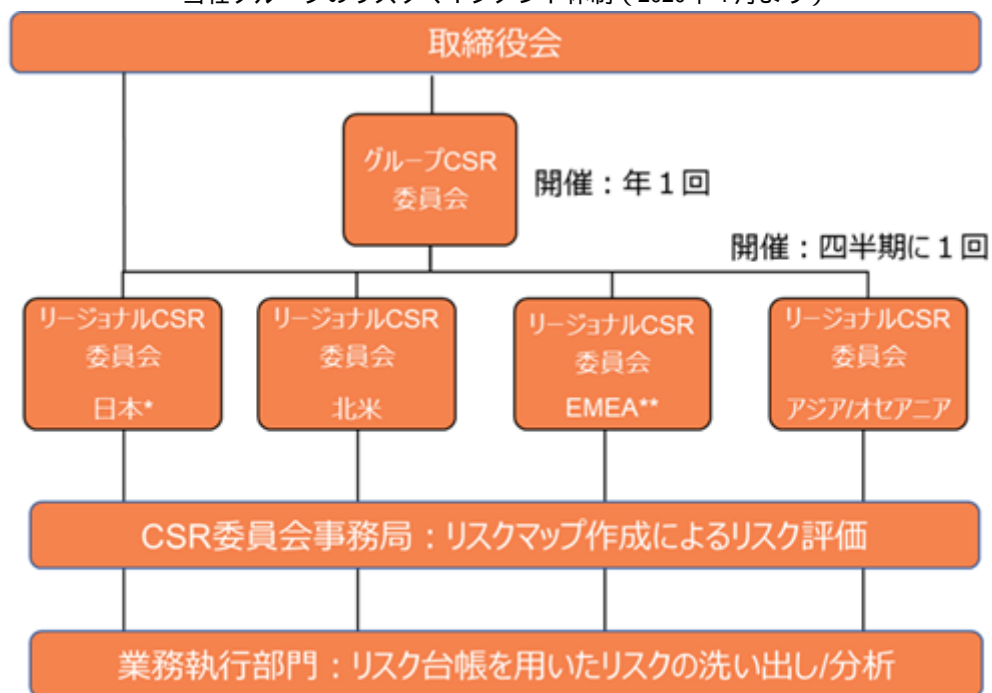 取締役会
グループCSR
委員会
開催：年１回
開催：四半期に１回
リージョナルCSR
委員会
日本*
リージョナルCSR
委員会
北米
リージョナルCSR
委員会
EMEA**
リージョナルCSR
委員会
アジア/オセアニア
CSR委員会事務局：リスクマップ作成によるリスク評価
業務執行部門：リスク台帳を用いたリスクの洗い出し/分析